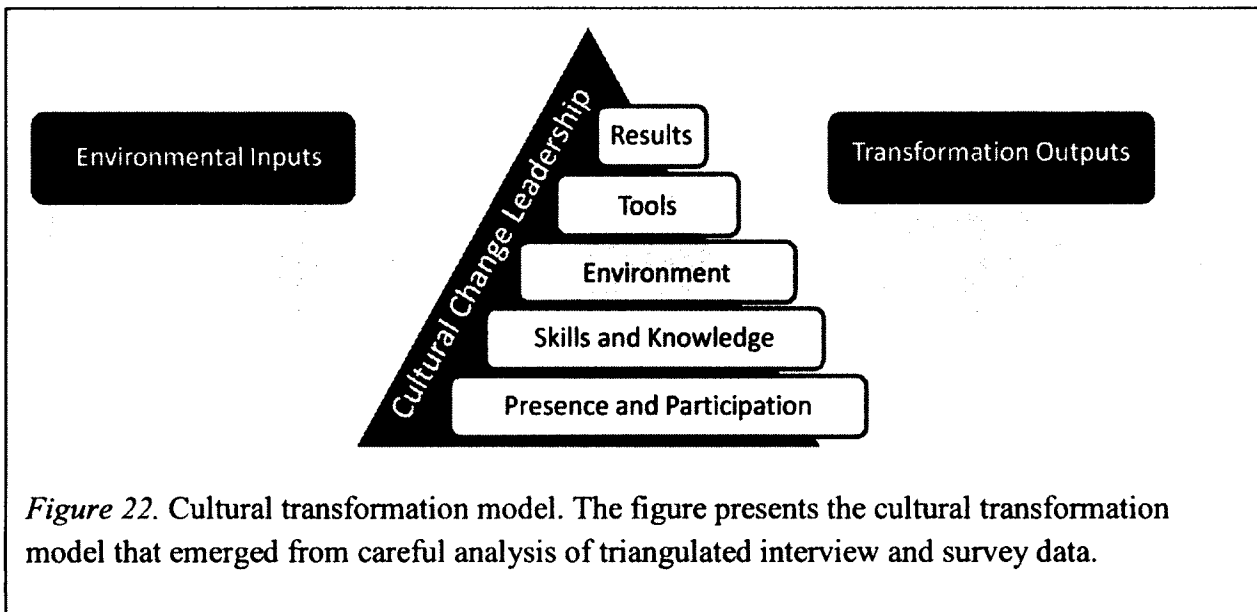 Environmental Inputs
Cultural Change Leadership
Results
Tools
Environment
Skills and Knowledge
Presence and Participation
Transformation Outputs
Figure 22. Cultural transformation model. The figure presents the cultural transformation
model that emerged from careful analysis of triangulated interview and survey data.